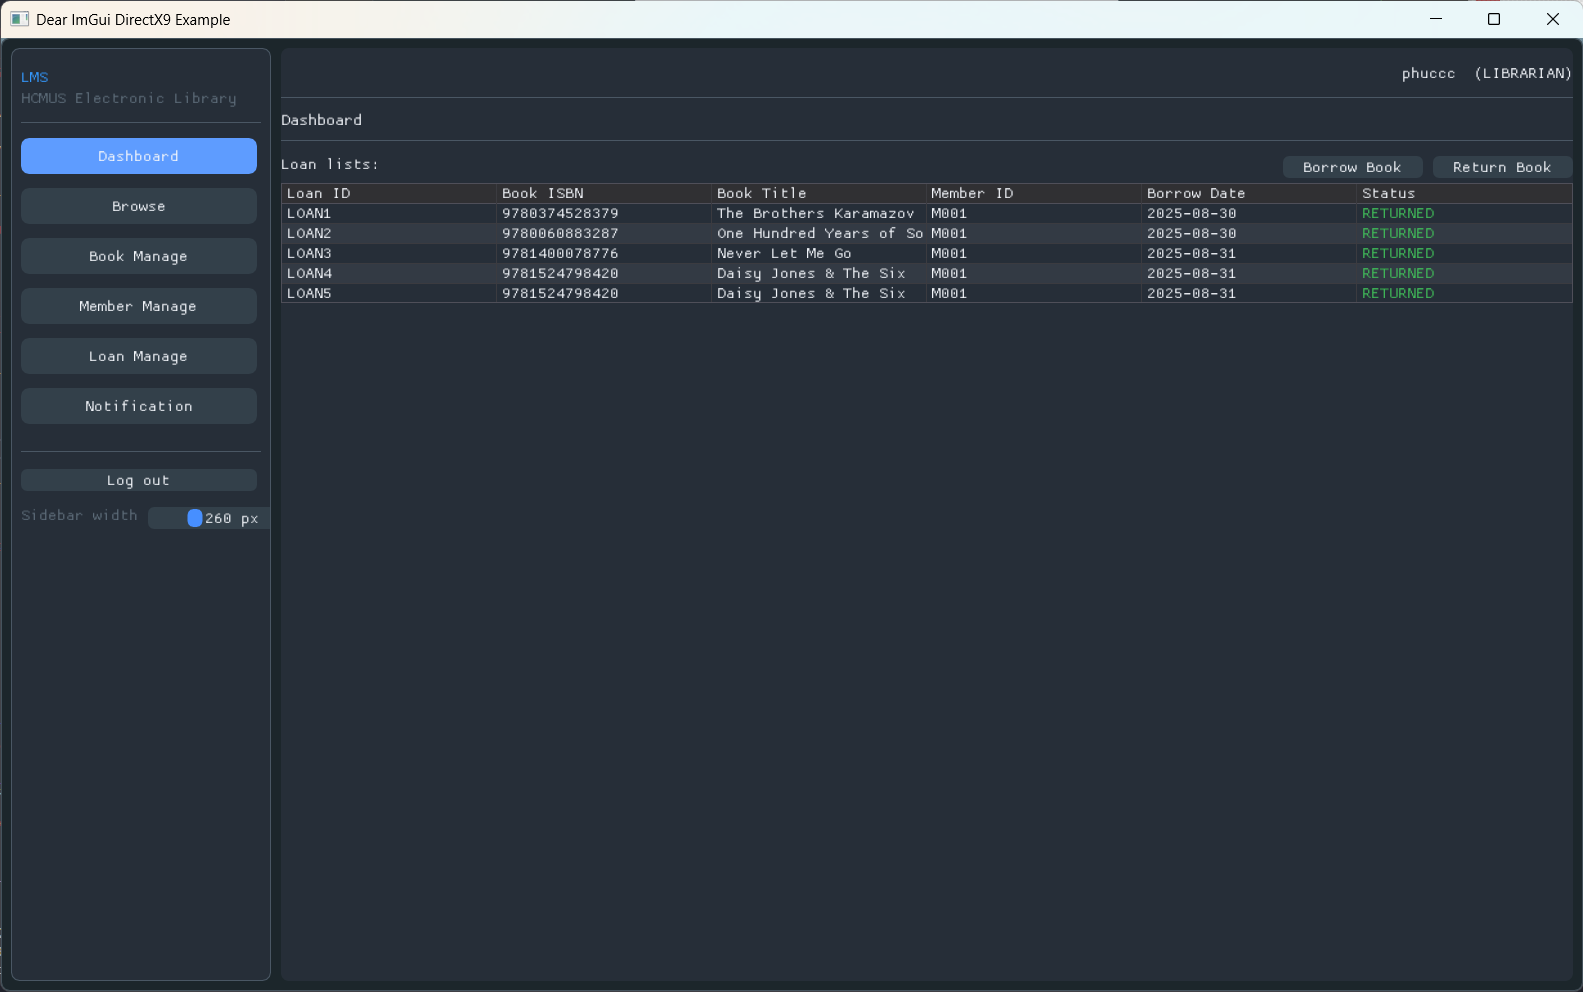 Dear ImGui DirectX9 Example
LMS
HCMUS Electronic Library
Dashboard
Browse
Book Manage
Member Manage
Loan Manage
Notification
Log out
Sidebar width 260 px
phuccc (LIBRARIAN)
Dashboard
Loan lists:
Borrow Book Return Book
Loan ID Book ISBN Book Title Member ID Borrow Date Status
LOAN1 9780374528379 The Brothers Karamazov M001 2025-08-30 RETURNED
LOAN2 9780060883287 One Hundred Years of So M001 2025-08-30 RETURNED
LOAN3 9781400078776 Never Let Me Go M001 2025-08-31 RETURNED
LOAN4 9781524798420 Daisy Jones & The Six M001 2025-08-31 RETURNED
LOAN5 9781524798420 Daisy Jones & The Six M001 2025-08-31 RETURNED